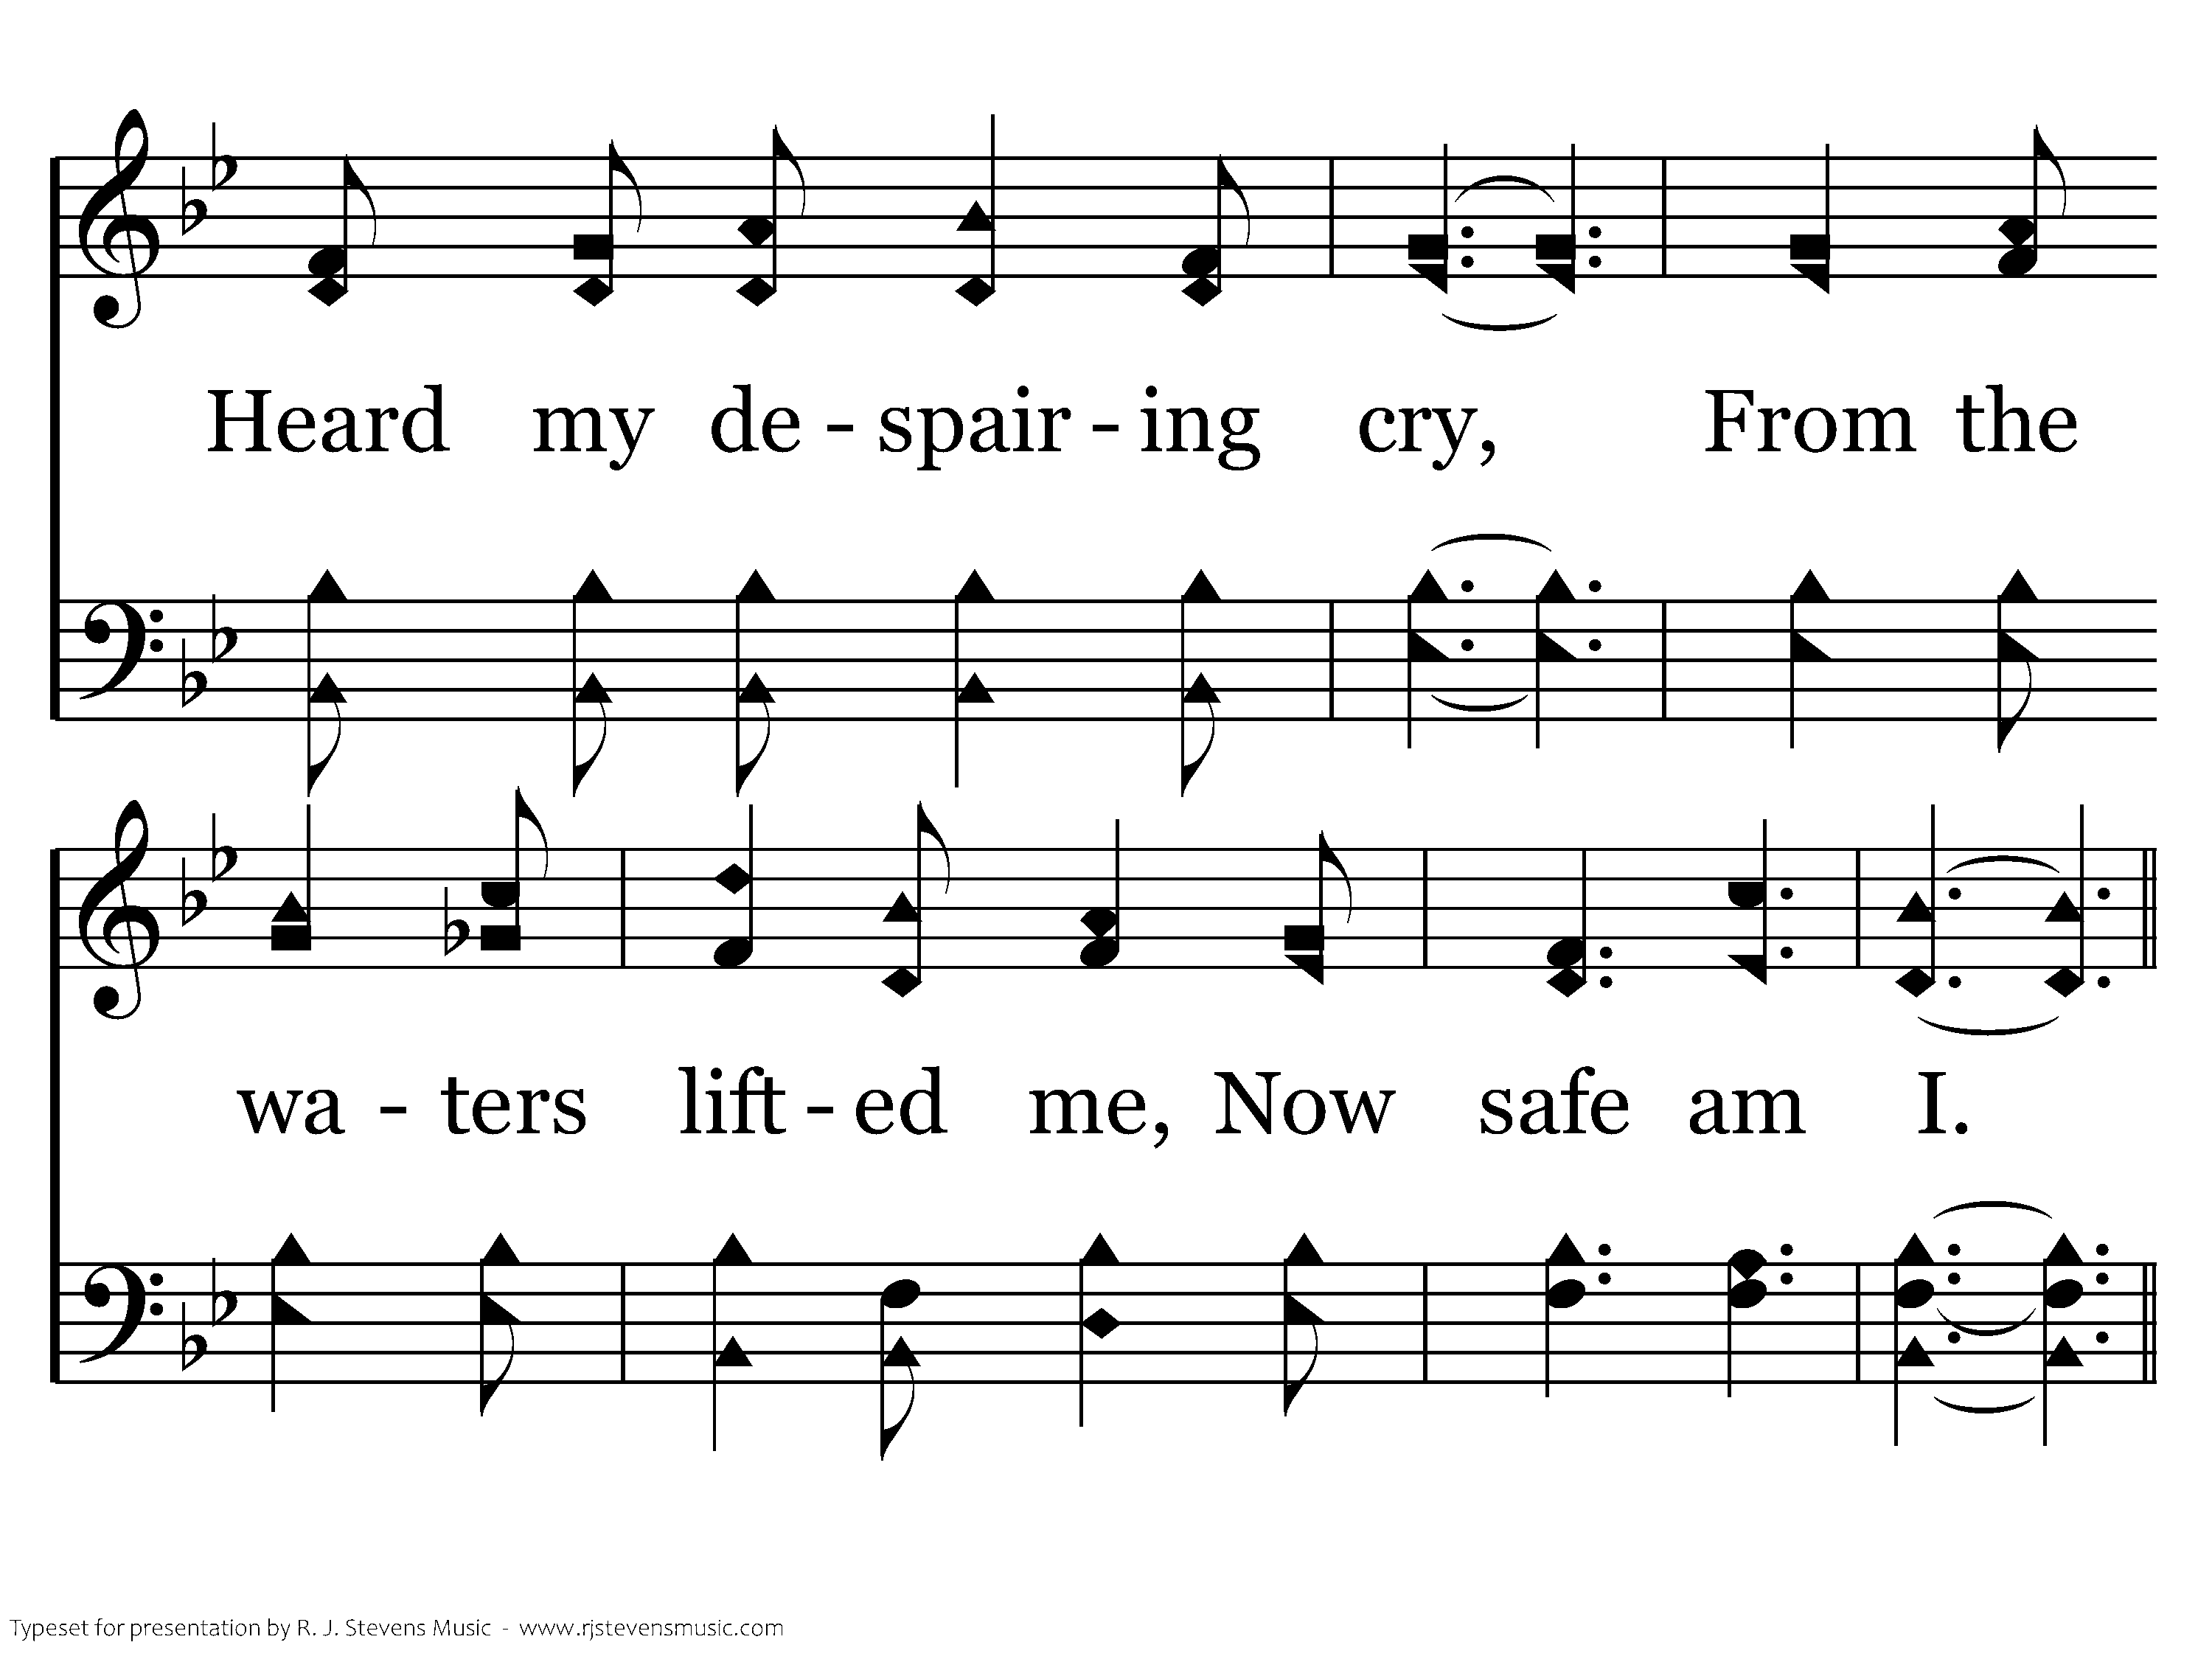 Heard my de - spair - ing cry, From the
wa - ters lift - ed me, Now safe am I.
Typeset for presentation by R. J. Stevens Music - www.rjstevensmusic.com